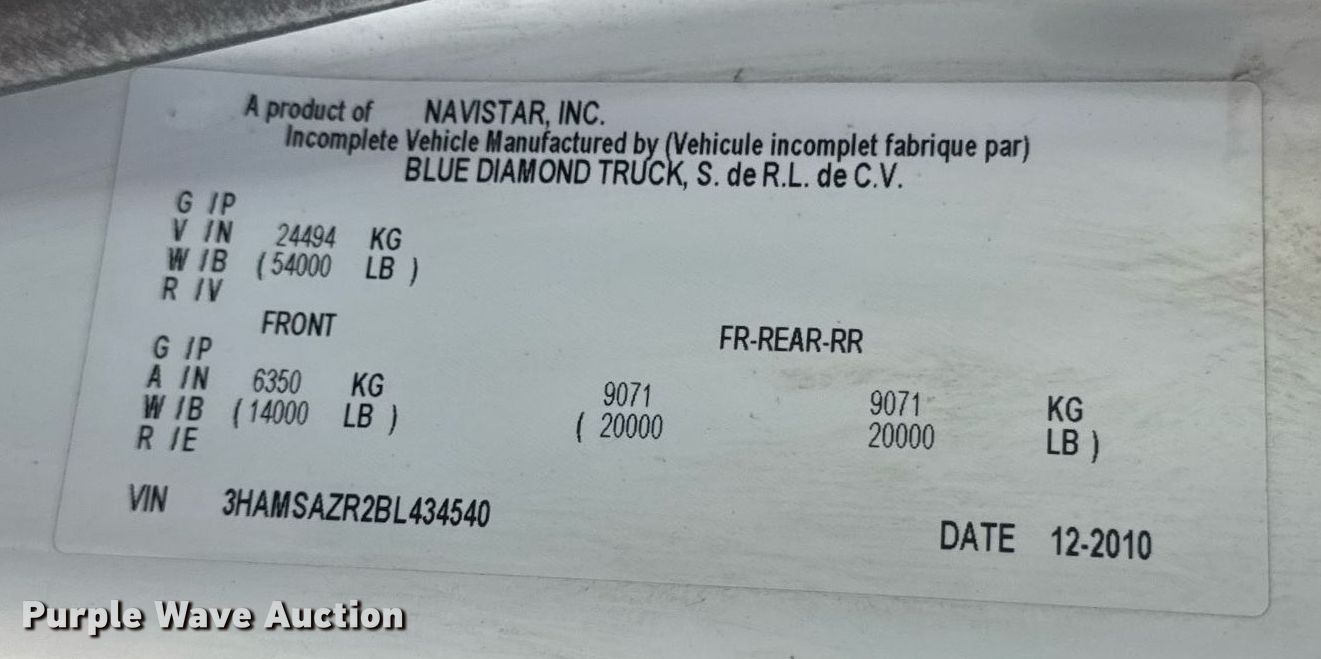 A product of NAVISTAR, INC.
Incomplete Vehicle Manufactured by (Vehicule incomplet fabrique par)
BLUE DIAMOND TRUCK, S. de R.L. de C.V.
G /P
V /N 24494 KG
W /B ( 54000 LB )
R /V
FRONT FR-REAR-RR
G /P
A /N 6350 KG 9071 9071 KG
W /B ( 14000 LB ) ( 20000 20000 LB )
R /E
VIN 3HAMSAZR2BL434540
DATE 12-2010
Purple Wave Auction